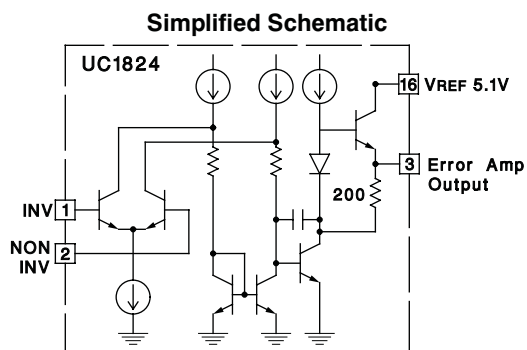 Simplified Schematic
UC1824
16 VREF 5.1V
3 Error Amp
Output
200
INV 1
NON
INV 2